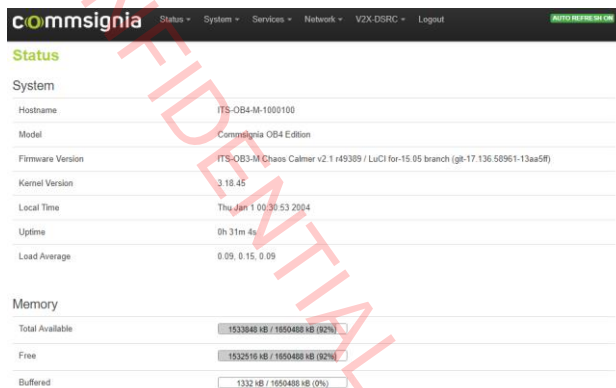 commsignia Status System Services Network V2X-DSRC Logout AUTO REFRESH ON
Status
System
Hostname ITS-OB4-M-1000100
Model Commsignia OB4 Edition
Firmware Version ITS-OB3-M Chaos Calmer v2.1 r49389 / LuCI for-15.05 branch (git-17.136.58961-13aa5ff)
Kernel Version 3.18.45
Local Time Thu Jan 1 00:30:53 2004
Uptime 0h 31m 4s
Load Average 0.09, 0.15, 0.09
Memory
Total Available 1533848 kB / 1650488 kB (92%)
Free 1532516 kB / 1650488 kB (92%)
Buffered 1332 kB / 1650488 kB (0%)
NFIDENTIAL